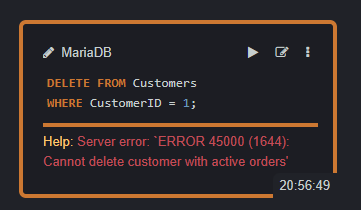 MariaDB
DELETE FROM Customers
WHERE CustomerID = 1;
Help: Server error: `ERROR 45000 (1644):
Cannot delete customer with active orders'
20:56:49